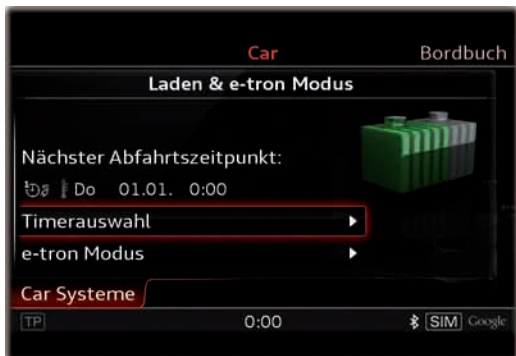 Car Bordbuch
Laden & e-tron Modus
Nächster Abfahrtszeitpunkt:
1 Do 01.01. 0:00
Timerauswahl
e-tron Modus
Car Systeme
TP 0:00 SIM Google